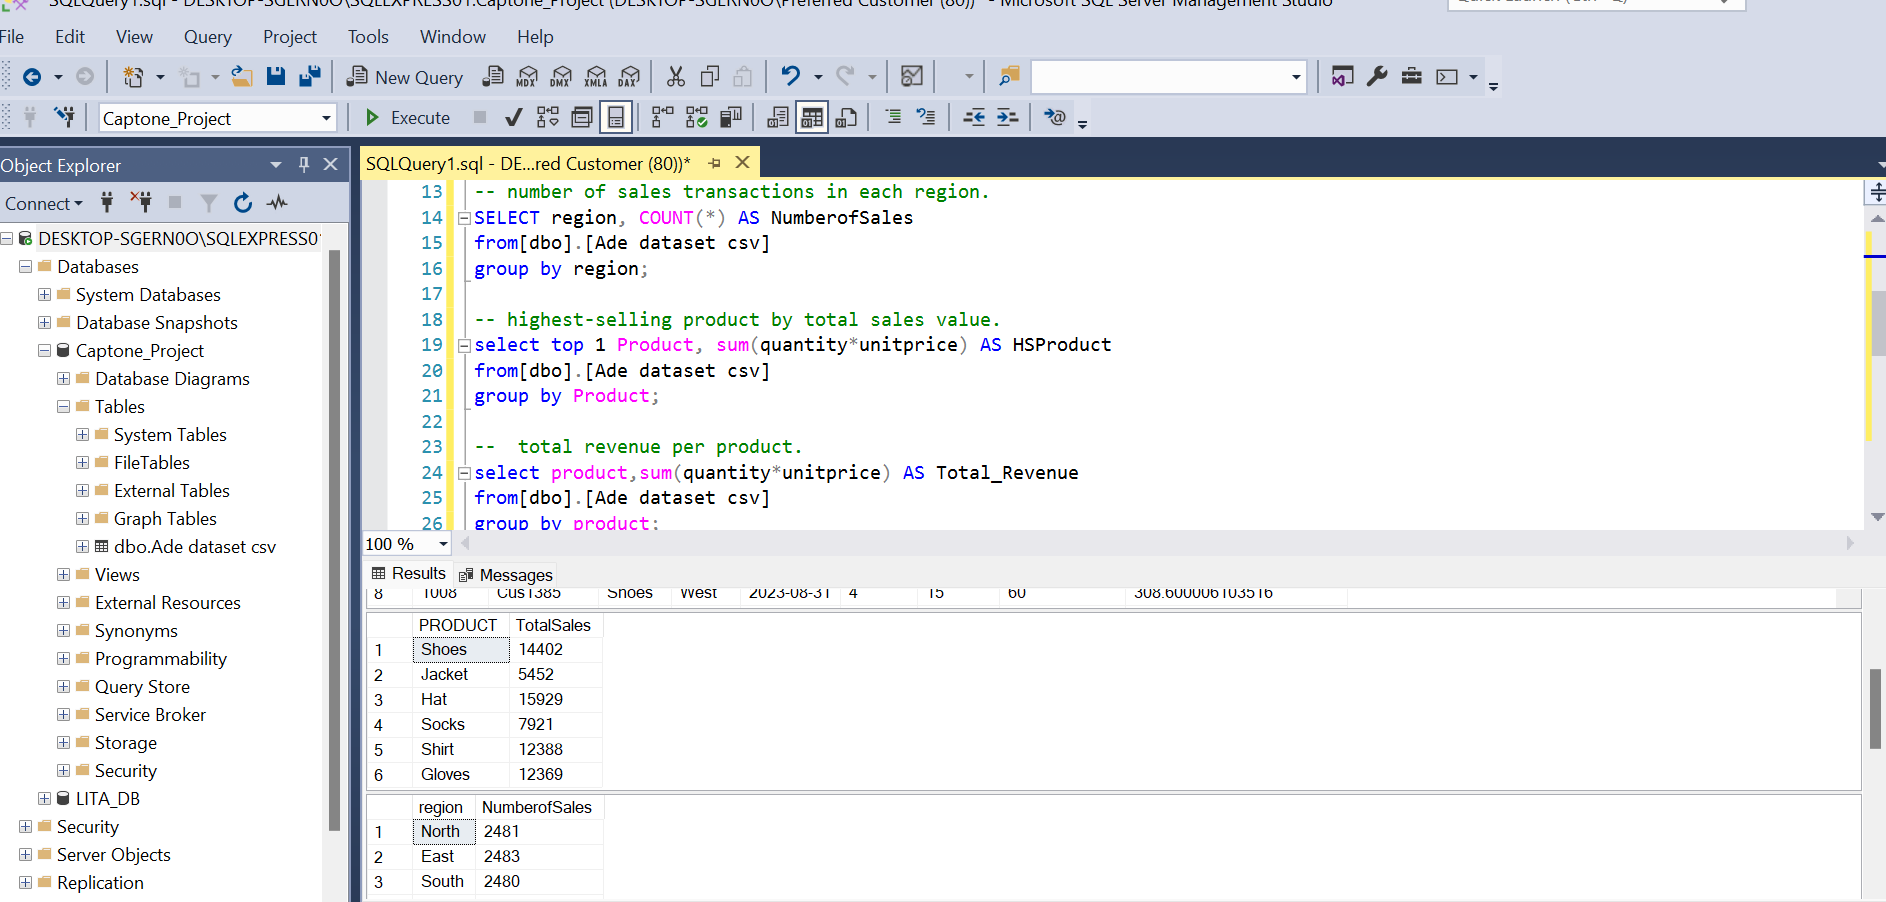 SQLQuery1.sql - DESKTOP-SGERN0O\SQLEXPRESS01.Captone_Project (DESKTOP-SGERN0O\Preferred Customer (80))* - Microsoft SQL Server Management Studio
File Edit View Query Project Tools Window Help
New Query MDX DMX XMLA DAX
Captone_Project Execute
Object Explorer
SQLQuery1.sql - DE...red Customer (80))*
Connect
DESKTOP-SGERN0O\SQLEXPRESS0
Databases
System Databases
Database Snapshots
Captone_Project
Database Diagrams
Tables
System Tables
FileTables
External Tables
Graph Tables
dbo.Ade dataset csv
Views
External Resources
Synonyms
Programmability
Query Store
Service Broker
Storage
Security
LITA_DB
Security
Server Objects
Replication
13 -- number of sales transactions in each region.
14 SELECT region, COUNT(*) AS NumberofSales
15 from[dbo].[Ade dataset csv]
16 group by region;
17
18 -- highest-selling product by total sales value.
19 select top 1 Product, sum(quantity*unitprice) AS HSProduct
20 from[dbo].[Ade dataset csv]
21 group by Product;
22
23 --  total revenue per product.
24 select product,sum(quantity*unitprice) AS Total_Revenue
25 from[dbo].[Ade dataset csv]
26 group by product;
100 %
Results Messages
8 1008 Cus1385 Shoes West 2023-08-31 4 15 60 308.600006103516
PRODUCT TotalSales
1 Shoes 14402
2 Jacket 5452
3 Hat 15929
4 Socks 7921
5 Shirt 12388
6 Gloves 12369
region NumberofSales
1 North 2481
2 East 2483
3 South 2480